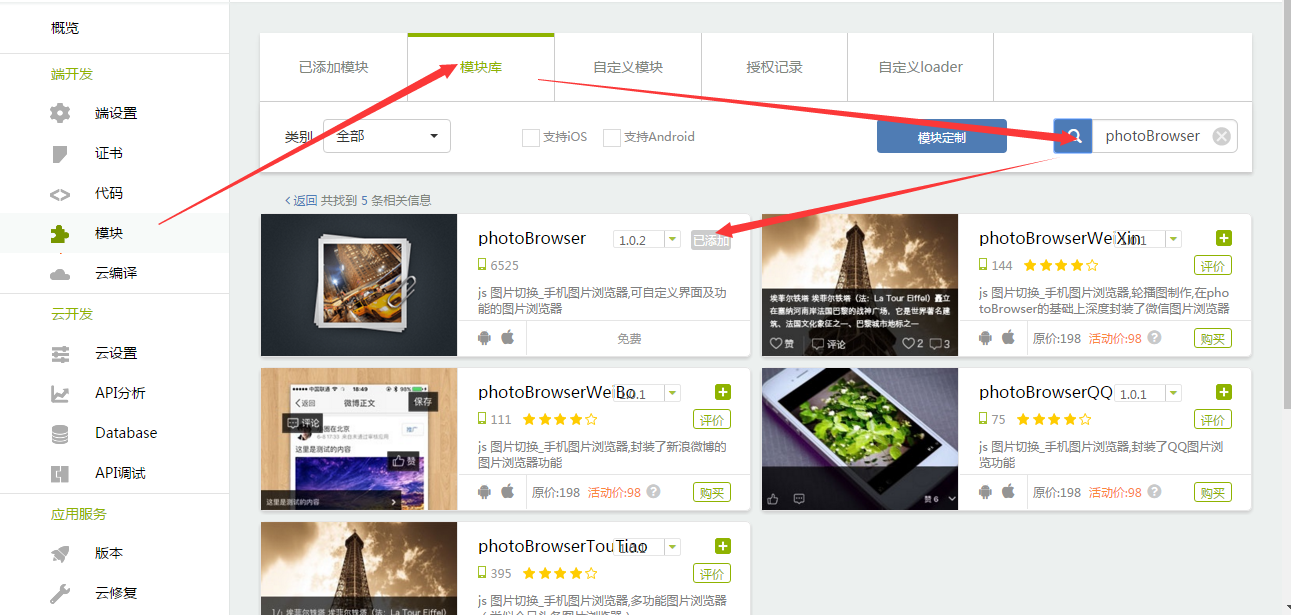 概览
端开发
端设置
证书
代码
模块
云编译
云开发
云设置
API分析
Database
API调试
应用服务
版本
云修复
已添加模块
模块库
自定义模块
授权记录
自定义loader
类别
全部
支持iOS
支持Android
模块定制
photoBrowser
返回 共找到 5 条相关信息
photoBrowser
1.0.2
已添加
6525
js 图片切换_手机图片浏览器,可自定义界面及功
能的图片浏览器
免费
埃菲尔铁塔 埃菲尔铁塔（法：La Tour Eiffel）矗立
在塞纳河南岸法国巴黎的战神广场，它是世界著名建
筑、法国文化象征之一、巴黎城市地标之一
赞
评论
2
3
photoBrowserWeiXin
1.0.1
144
评价
js 图片切换_手机图片浏览器,轮播图制作,在pho
toBrowser的基础上深度封装了微信图片浏览器
原价:198
活动价:98
购买
中国联通
18:49
90%
返回
微博正文
保存
评论
圈在北京
推广
这里是测试的内容
赞
这里是测试的内容
photoBrowserWeiBo
1.0.1
111
评价
js 图片切换_手机图片浏览器,封装了新浪微博的
图片浏览器功能
原价:198
活动价:98
购买
赞 6
photoBrowserQQ
1.0.1
75
评价
js 图片切换_手机图片浏览器,封装了QQ图片浏
览功能
原价:198
活动价:98
购买
1/4 埃菲尔铁塔 埃菲尔铁塔（法：La Tour Eiffel）
photoBrowserTouTiao
1.0.1
395
评价
js 图片切换_手机图片浏览器,多功能图片浏览器